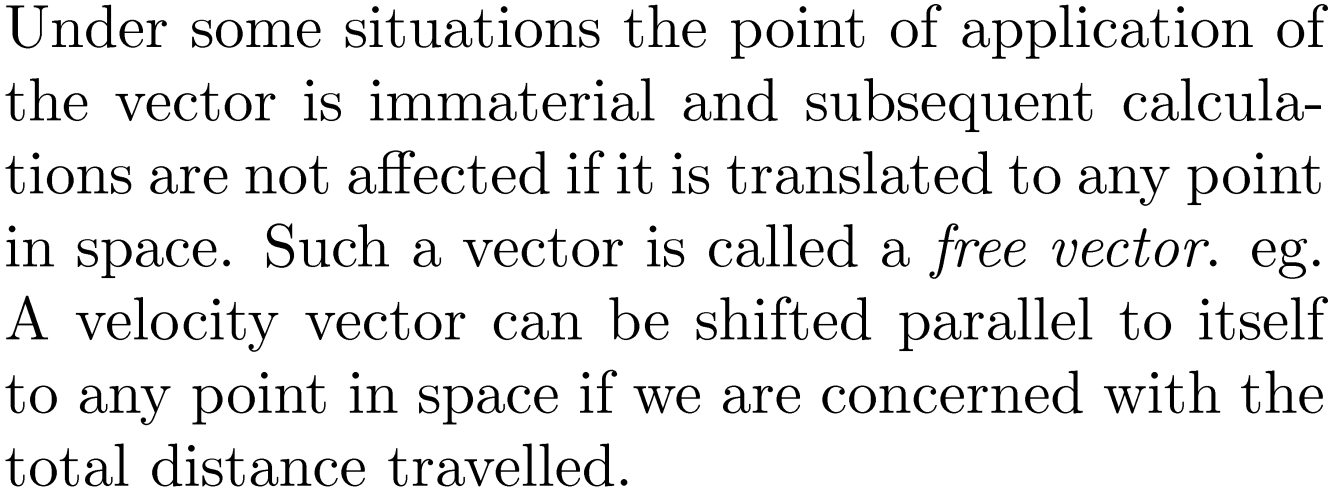 Under some situations the point of application of
the vector is immaterial and subsequent calcula-
tions are not affected if it is translated to any point
in space. Such a vector is called a free vector. eg.
A velocity vector can be shifted parallel to itself
to any point in space if we are concerned with the
total distance travelled.